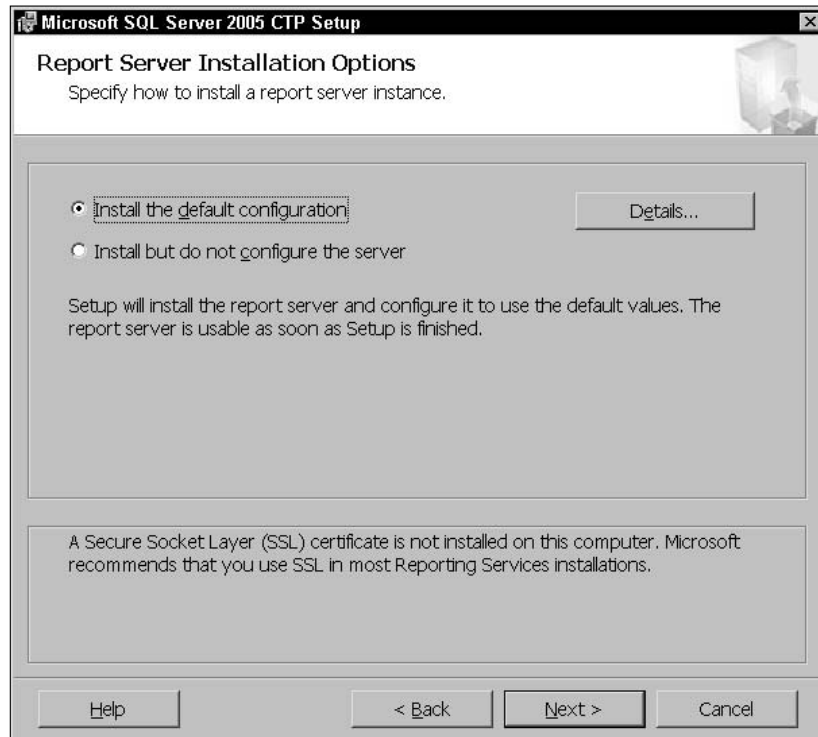 Microsoft SQL Server 2005 CTP Setup
Report Server Installation Options
Specify how to install a report server instance.
Install the default configuration
Details...
Install but do not configure the server
Setup will install the report server and configure it to use the default values. The
report server is usable as soon as Setup is finished.
A Secure Socket Layer (SSL) certificate is not installed on this computer. Microsoft
recommends that you use SSL in most Reporting Services installations.
Help
< Back
Next >
Cancel